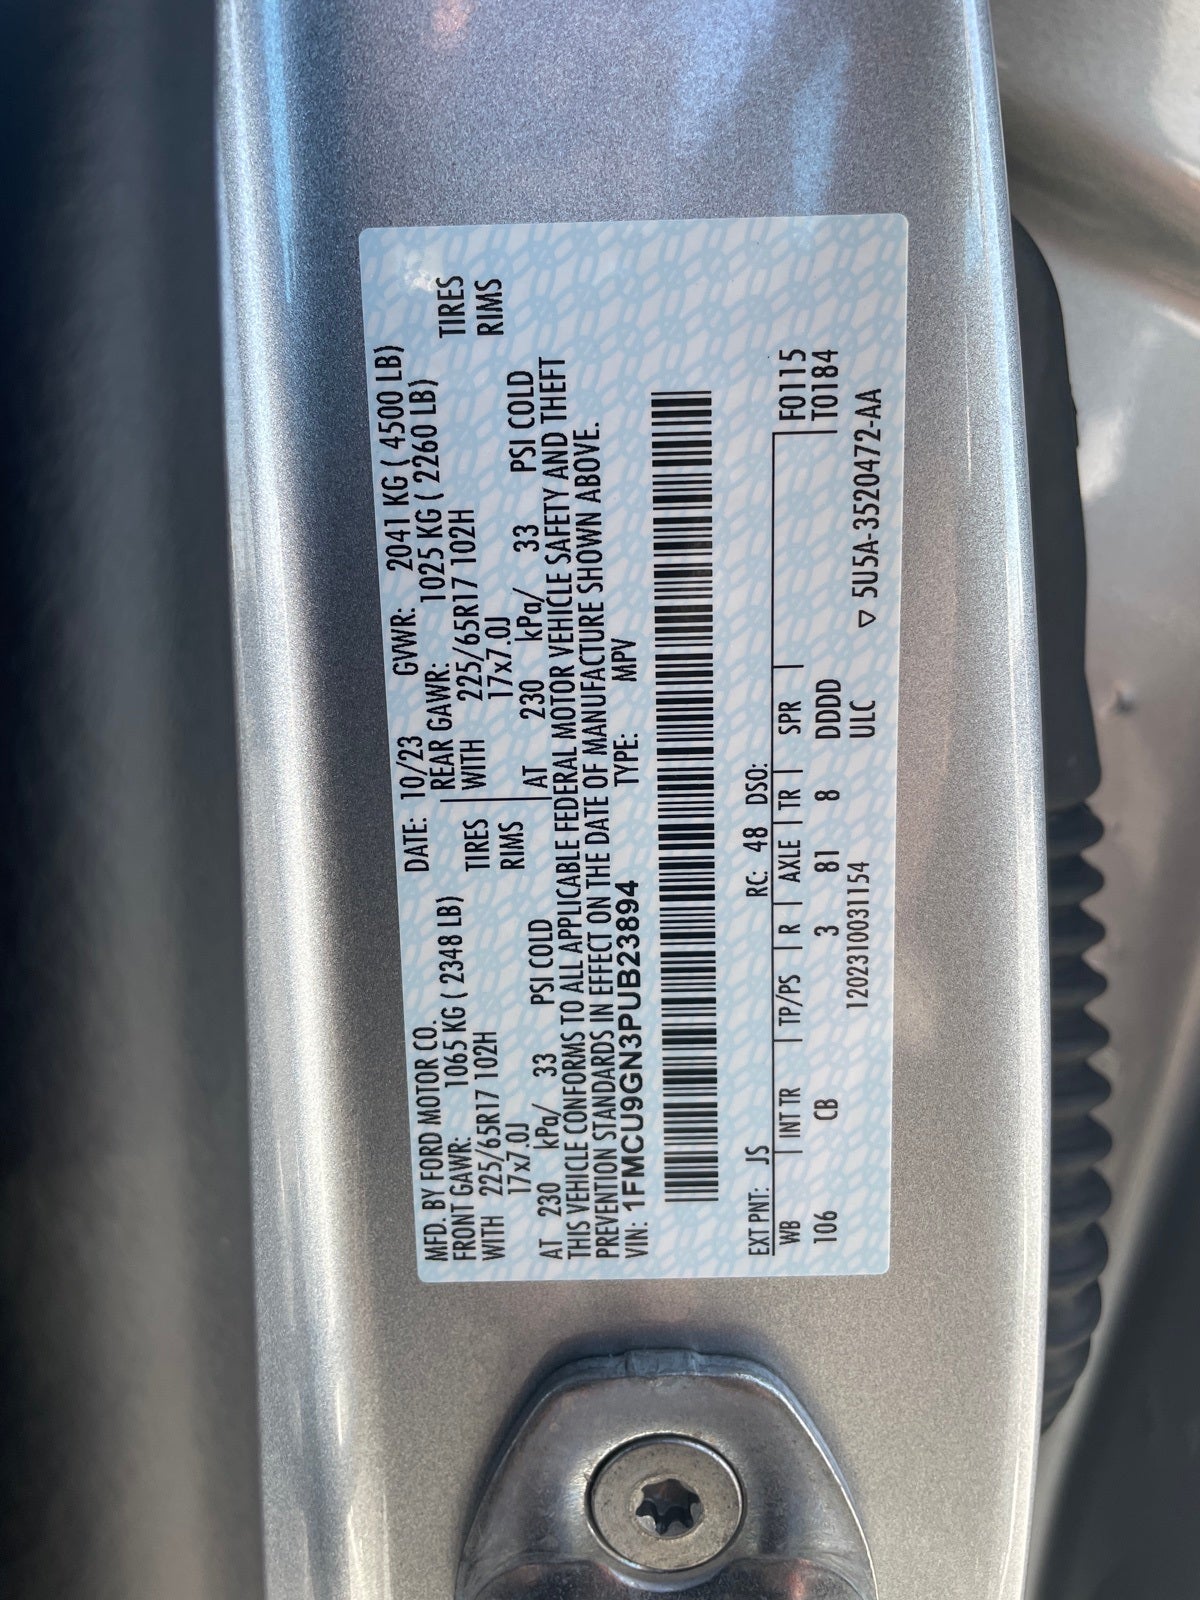 MFD. BY FORD MOTOR CO. DATE: 10/23 GVWR: 2041 KG ( 4500 LB)
FRONT GAWR: 1065 KG ( 2348 LB) REAR GAWR: 1025 KG ( 2260 LB)
WITH 225/65R17 102H TIRES WITH 225/65R17 102H TIRES
17x7.0J RIMS 17x7.0J RIMS
AT 230 kPa/ 33 PSI COLD AT 230 kPa/ 33 PSI COLD
THIS VEHICLE CONFORMS TO ALL APPLICABLE FEDERAL MOTOR VEHICLE SAFETY AND THEFT
PREVENTION STANDARDS IN EFFECT ON THE DATE OF MANUFACTURE SHOWN ABOVE.
VIN: 1FMCU9GN3PUB23894 TYPE: MPV
EXT PNT: JS RC: 48 DSO:
WB INT TR TP/PS R AXLE TR SPR F0115
106 CB 3 81 8 DDDD T0184
1202310031154 ULC
▽ 5U5A-3520472-AA